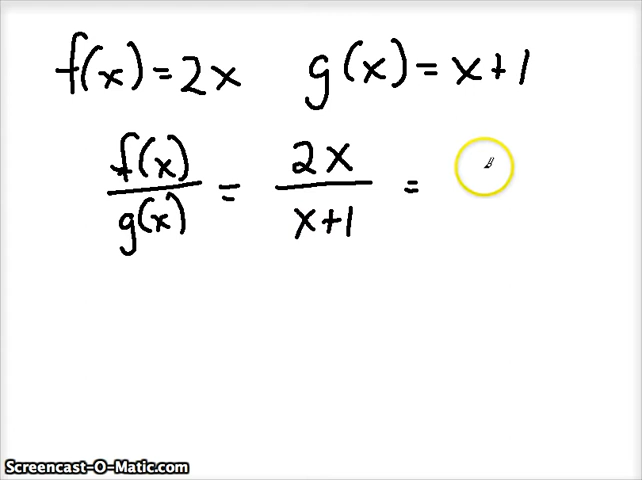 f(x) = 2x g(x) = x+1
f(x)/g(x) = 2x/x+1 =
Screencast-O-Matic.com